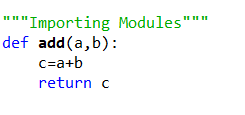 """Importing Modules"""
def add(a,b):
    c=a+b
    return c